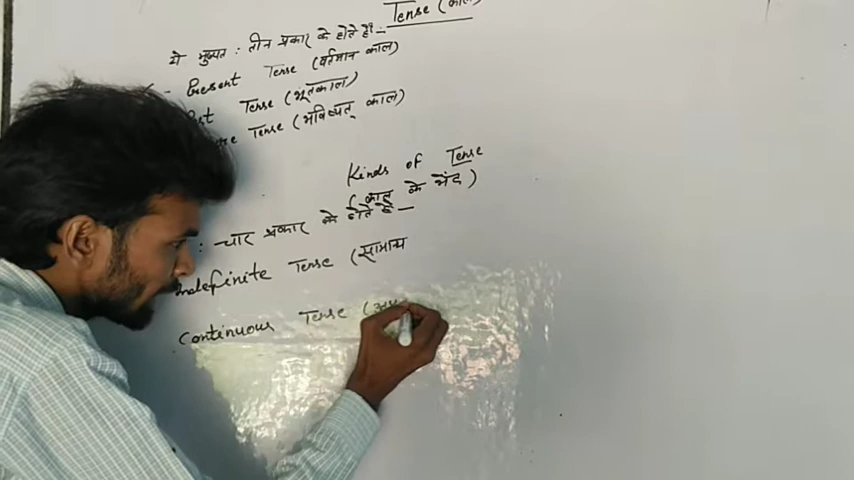 Tense (काल)
ये मुख्यत : तीन प्रकार के होते हैं –
Present Tense (वर्तमान काल)
Tense (भूतकाल)
Tense (भविष्यत् काल)
Kinds of Tense
(काल के भेद)
: चार प्रकार के होते है –
Indefinite Tense (सामान्य
Continuous Tense (अपू